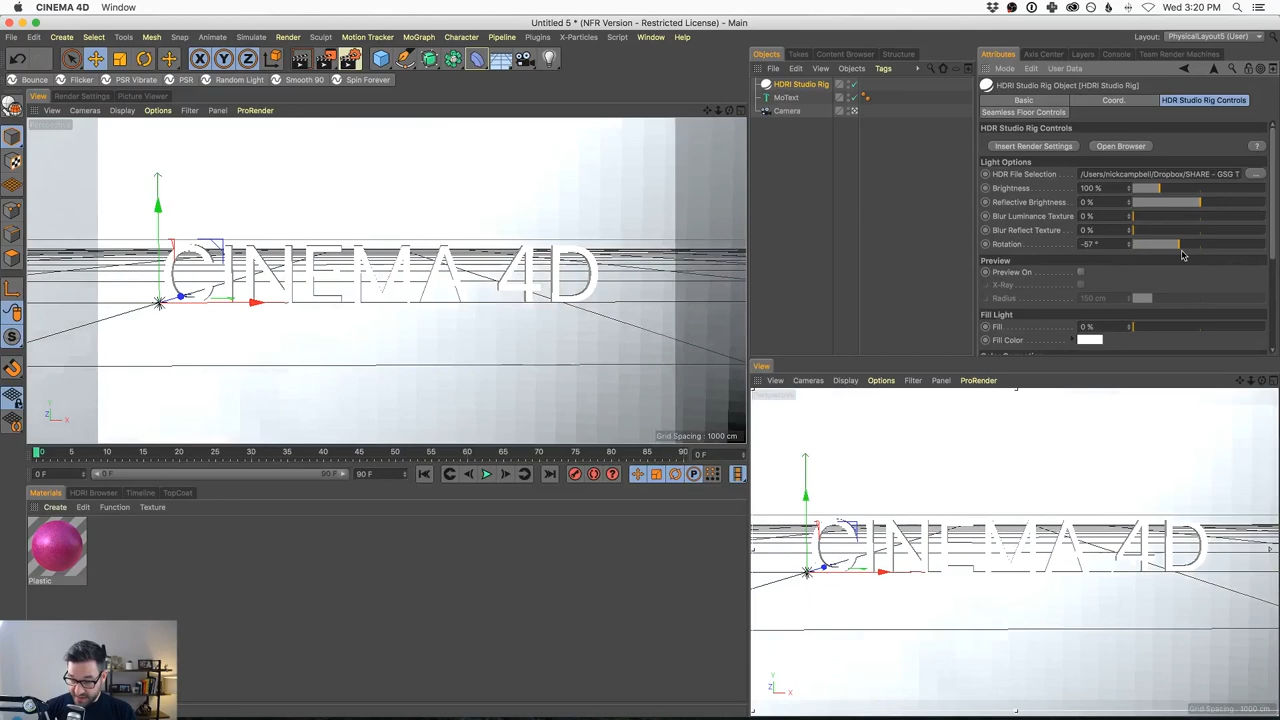 CINEMA 4D Window Wed 3:20 PM
Untitled 5 * (NFR Version - Restricted License) - Main
File Edit Create Select Tools Mesh Snap Animate Simulate Render Sculpt Motion Tracker MoGraph Character Pipeline Plugins X-Particles Script Window Help Layout: PhysicalLayout5 (User)
Objects Takes Content Browser Structure
Attributes Axis Center Layers Console Team Render Machines
X Y Z
File Edit View Objects Tags
Mode Edit User Data
Bounce Flicker PSR Vibrate PSR Random Light Smooth 90 Spin Forever
HDRI Studio Rig
MoText
Camera
HDRI Studio Rig Object [HDRI Studio Rig]
Basic Coord. HDRI Studio Rig Controls
Seamless Floor Controls
View Render Settings Picture Viewer
View Cameras Display Options Filter Panel ProRender
Perspective
HDR Studio Rig Controls
Insert Render Settings Open Browser ?
Light Options
HDR File Selection . . . . /Users/nickcampbell/Dropbox/SHARE - GSG T ...
Brightness 100 %
Reflective Brightness 0 %
Blur Luminance Texture 0 %
Blur Reflect Texture 0 %
Rotation -57 °
Preview
Preview On
X-Ray
Radius 150 cm
Fill Light
Fill 0 %
Fill Color
CINEMA 4D
Y
Z X
Grid Spacing : 1000 cm
0 5 10 15 20 25 30 35 40 45 50 55 60 65 70 75 80 85 90 0 F
0 F 0 F 90 F 90 F
Materials HDRI Browser Timeline TopCoat
Create Edit Function Texture
Plastic
View
View Cameras Display Options Filter Panel ProRender
CINEMA 4D
Y
Z X
Grid Spacing : 1000 cm